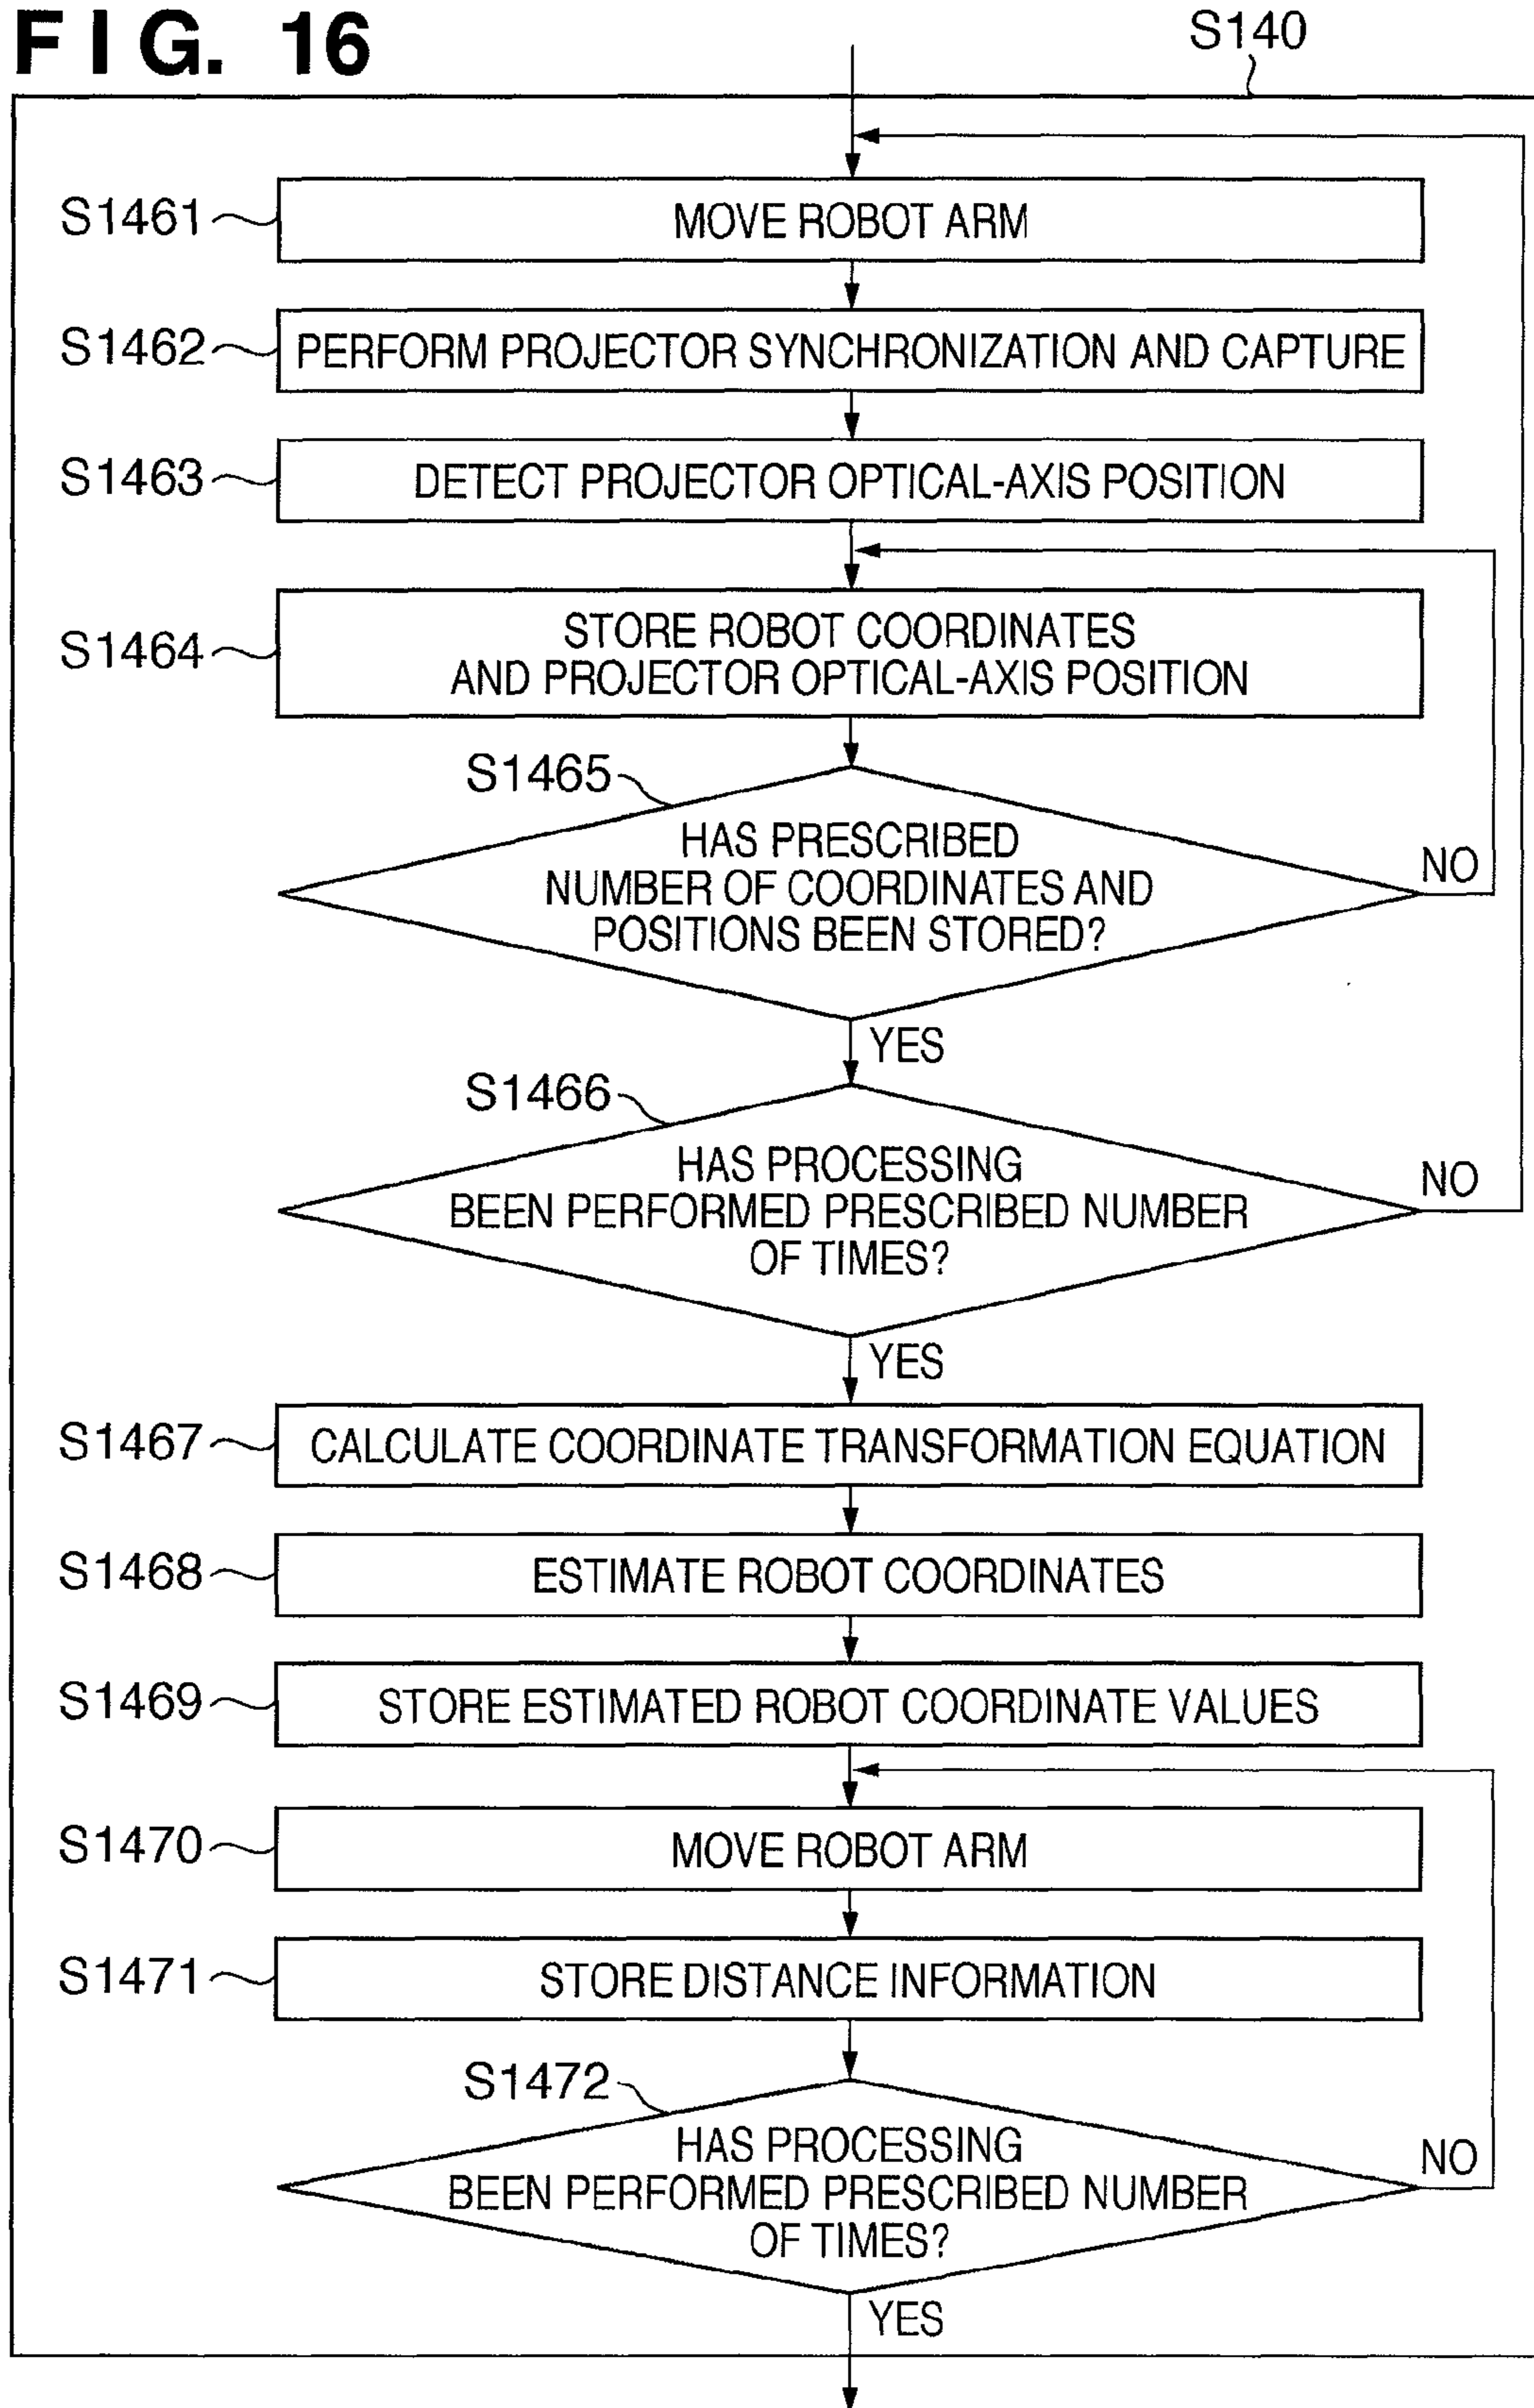 FIG. 16
S140
S1461
MOVE ROBOT ARM
S1462
PERFORM PROJECTOR SYNCHRONIZATION AND CAPTURE
S1463
DETECT PROJECTOR OPTICAL-AXIS POSITION
S1464
STORE ROBOT COORDINATES
AND PROJECTOR OPTICAL-AXIS POSITION
S1465
HAS PRESCRIBED
NUMBER OF COORDINATES AND
POSITIONS BEEN STORED?
NO
YES
S1466
HAS PROCESSING
BEEN PERFORMED PRESCRIBED NUMBER
OF TIMES?
NO
YES
S1467
CALCULATE COORDINATE TRANSFORMATION EQUATION
S1468
ESTIMATE ROBOT COORDINATES
S1469
STORE ESTIMATED ROBOT COORDINATE VALUES
S1470
MOVE ROBOT ARM
S1471
STORE DISTANCE INFORMATION
S1472
HAS PROCESSING
BEEN PERFORMED PRESCRIBED NUMBER
OF TIMES?
NO
YES